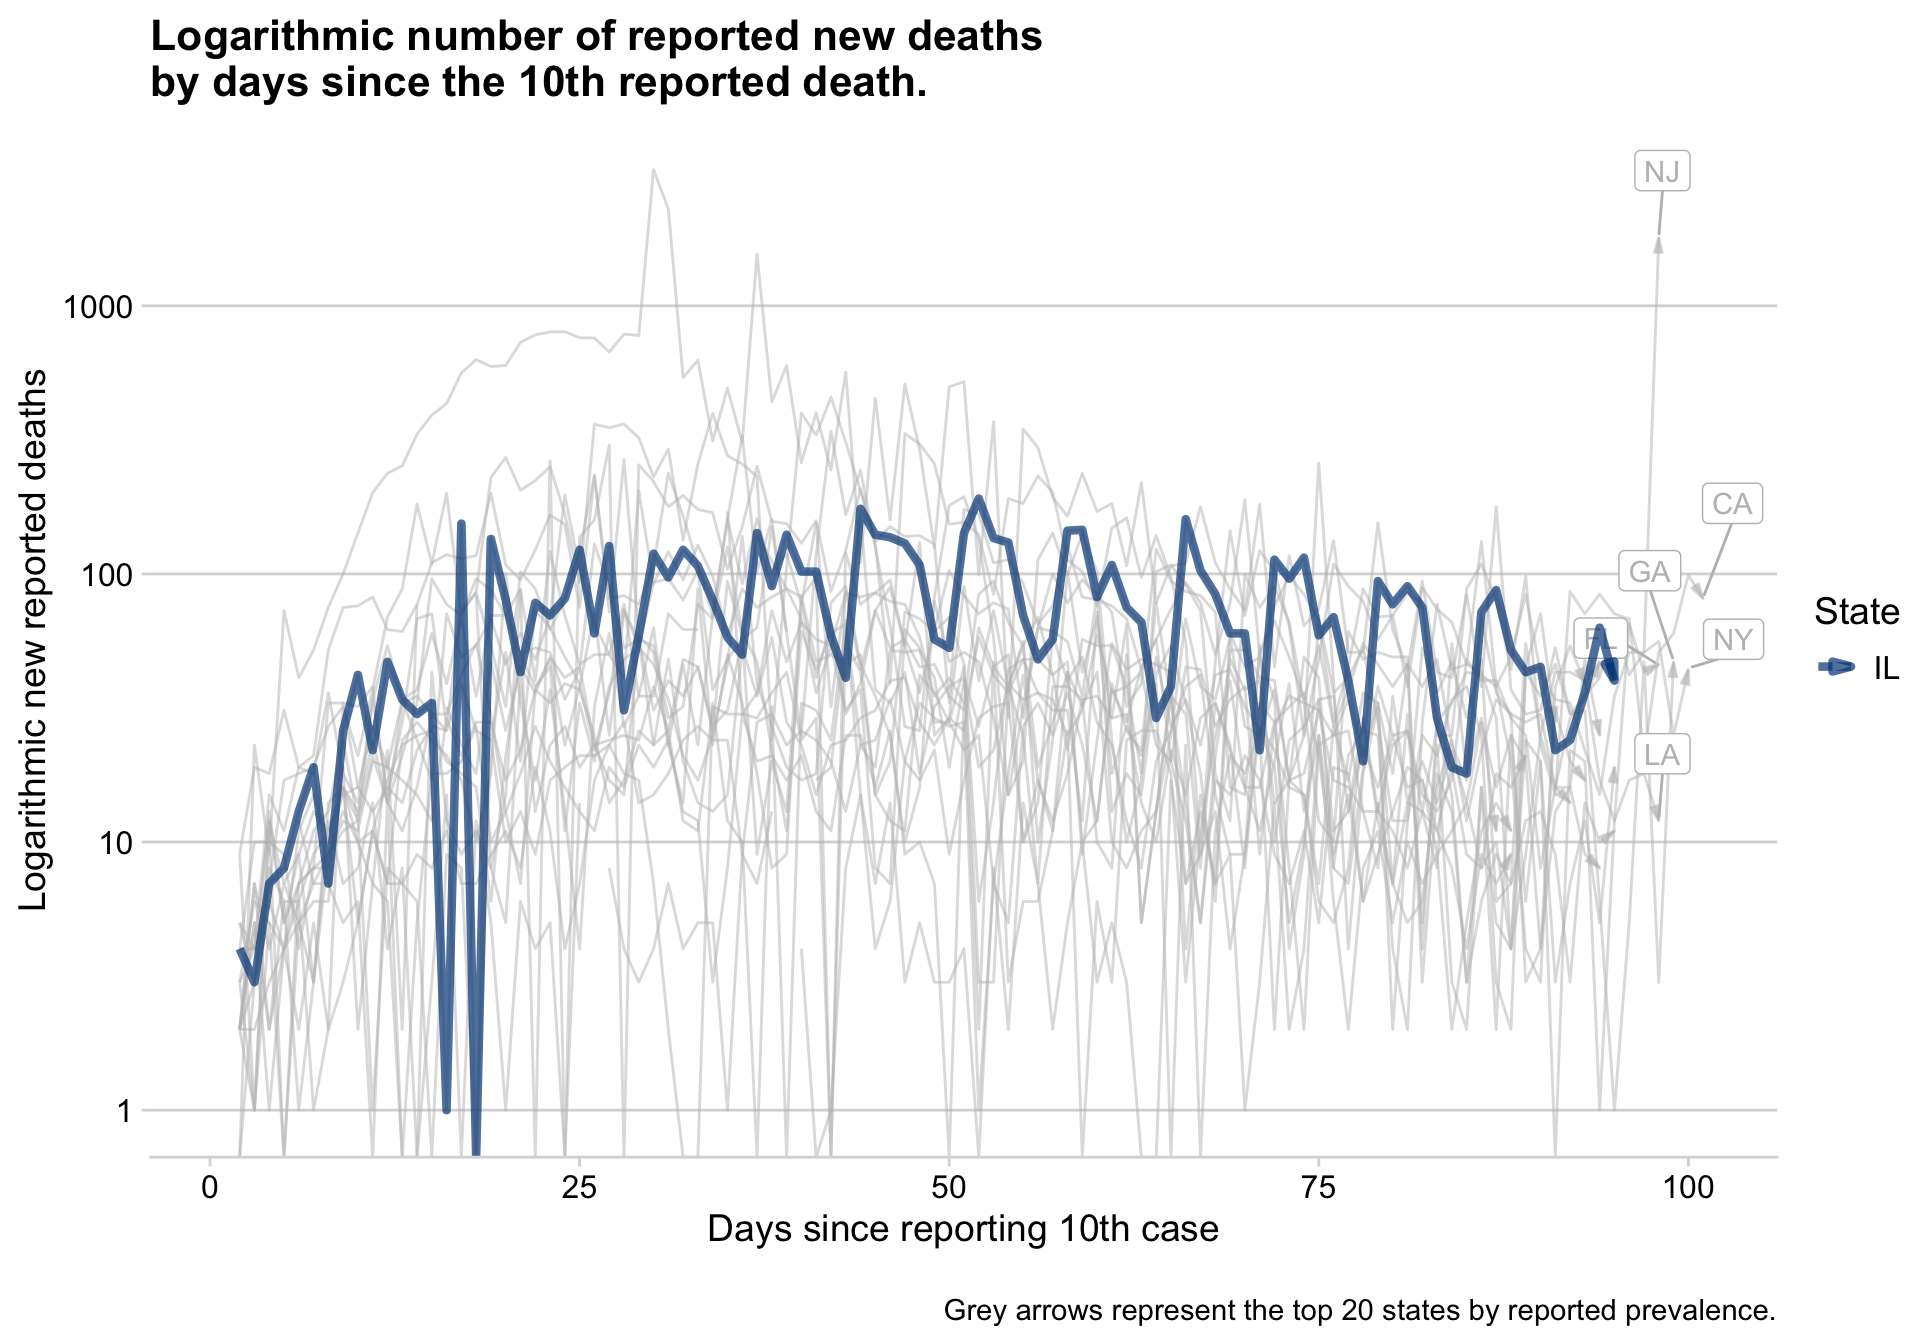 Logarithmic number of reported new deaths
by days since the 10th reported death.
NJ
1000
CA
100
GA
FL
NY
LA
10
1
Logarithmic new reported deaths
State
IL
0 25 50 75 100
Days since reporting 10th case
Grey arrows represent the top 20 states by reported prevalence.